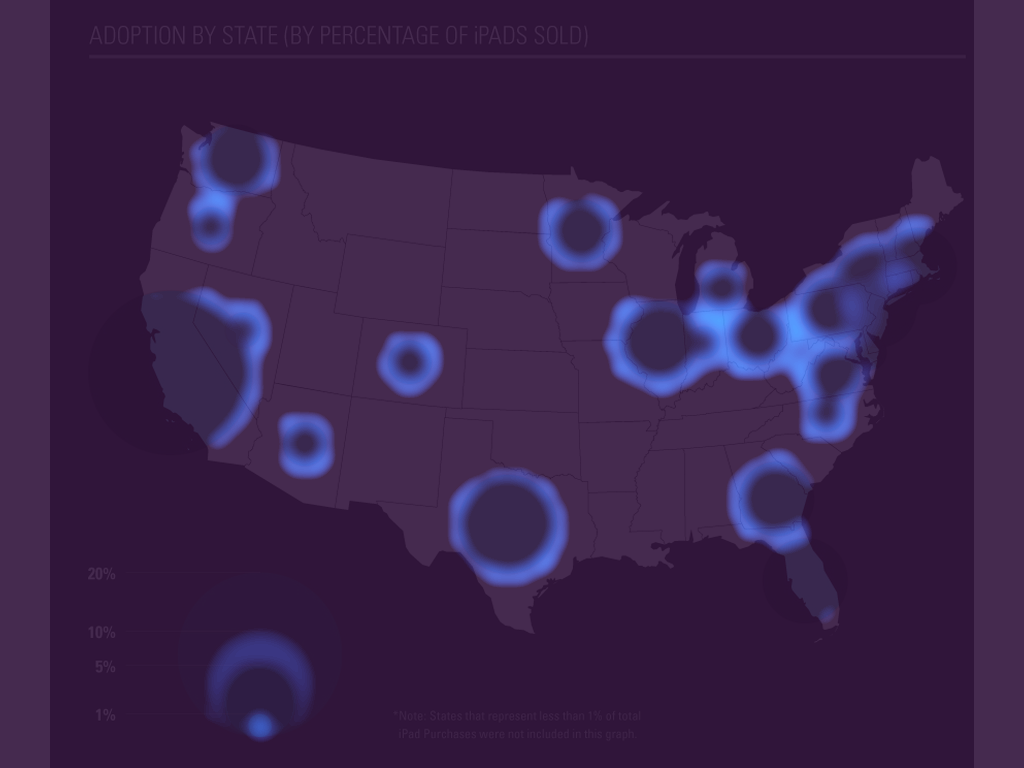 ADOPTION BY STATE (BY PERCENTAGE OF iPADS SOLD)
20%
10%
5%
1%
*Note: States that represent less than 1% of total
iPad Purchases were not included in this graph.